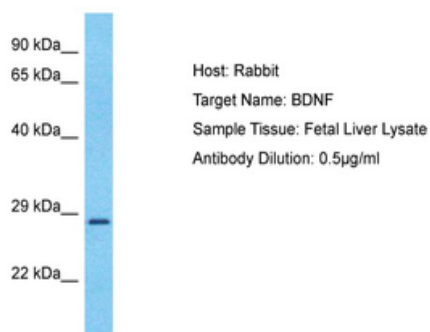 90 kDa__
65 kDa__
40 kDa__
29 kDa__
22 kDa__
Host: Rabbit
Target Name: BDNF
Sample Tissue: Fetal Liver Lysate
Antibody Dilution: 0.5µg/ml